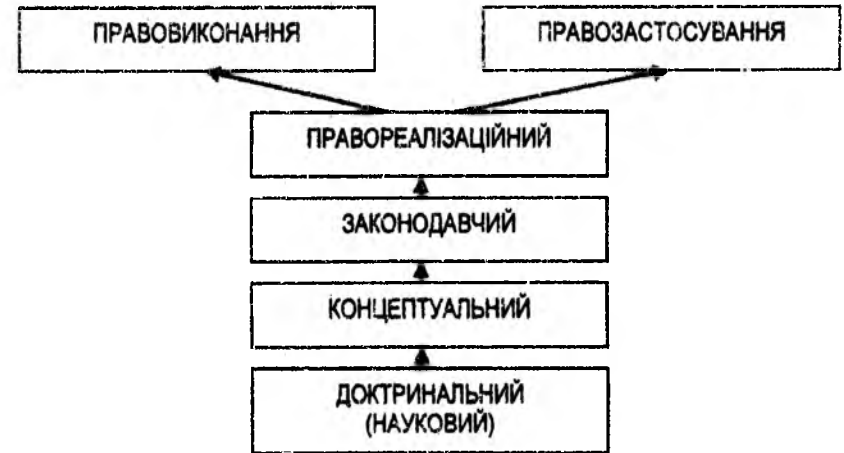 ПРАВОВИКОНАННЯ
ПРАВОЗАСТОСУВАННЯ
ПРАВОРЕАЛІЗАЦІЙНИЙ
ЗАКОНОДАВЧИЙ
КОНЦЕПТУАЛЬНИЙ
ДОКТРИНАЛЬНИЙ
(НАУКОВИЙ)